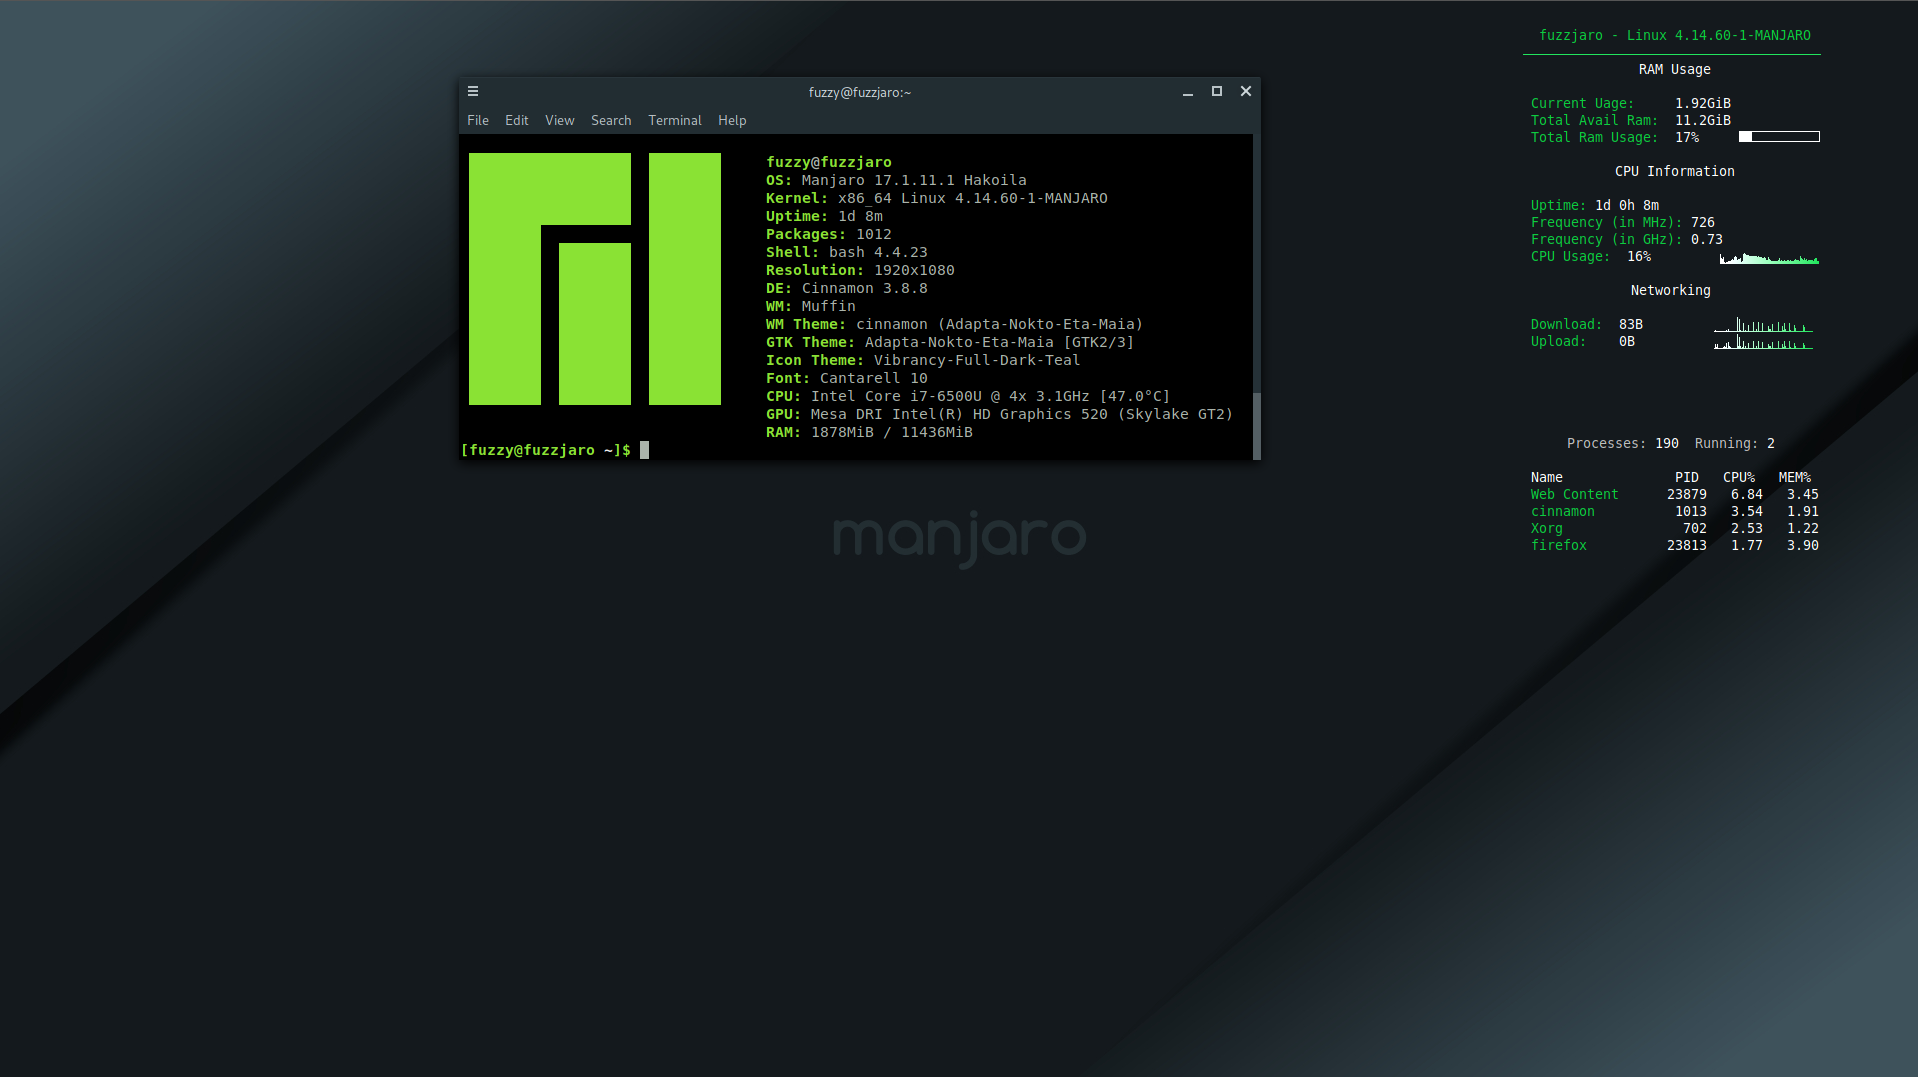 fuzzy@fuzzjaro:~
File Edit View Search Terminal Help
fuzzy@fuzzjaro
OS: Manjaro 17.1.11.1 Hakoila
Kernel: x86_64 Linux 4.14.60-1-MANJARO
Uptime: 1d 8m
Packages: 1012
Shell: bash 4.4.23
Resolution: 1920x1080
DE: Cinnamon 3.8.8
WM: Muffin
WM Theme: cinnamon (Adapta-Nokto-Eta-Maia)
GTK Theme: Adapta-Nokto-Eta-Maia [GTK2/3]
Icon Theme: Vibrancy-Full-Dark-Teal
Font: Cantarell 10
CPU: Intel Core i7-6500U @ 4x 3.1GHz [47.0°C]
GPU: Mesa DRI Intel(R) HD Graphics 520 (Skylake GT2)
RAM: 1878MiB / 11436MiB
[fuzzy@fuzzjaro ~]$
manjaro
fuzzjaro - Linux 4.14.60-1-MANJARO
RAM Usage
Current Uage: 1.92GiB
Total Avail Ram: 11.2GiB
Total Ram Usage: 17%
CPU Information
Uptime: 1d 0h 8m
Frequency (in MHz): 726
Frequency (in GHz): 0.73
CPU Usage: 16%
Networking
Download: 83B
Upload: 0B
Processes: 190 Running: 2
Name PID CPU% MEM%
Web Content 23879 6.84 3.45
cinnamon 1013 3.54 1.91
Xorg 702 2.53 1.22
firefox 23813 1.77 3.90